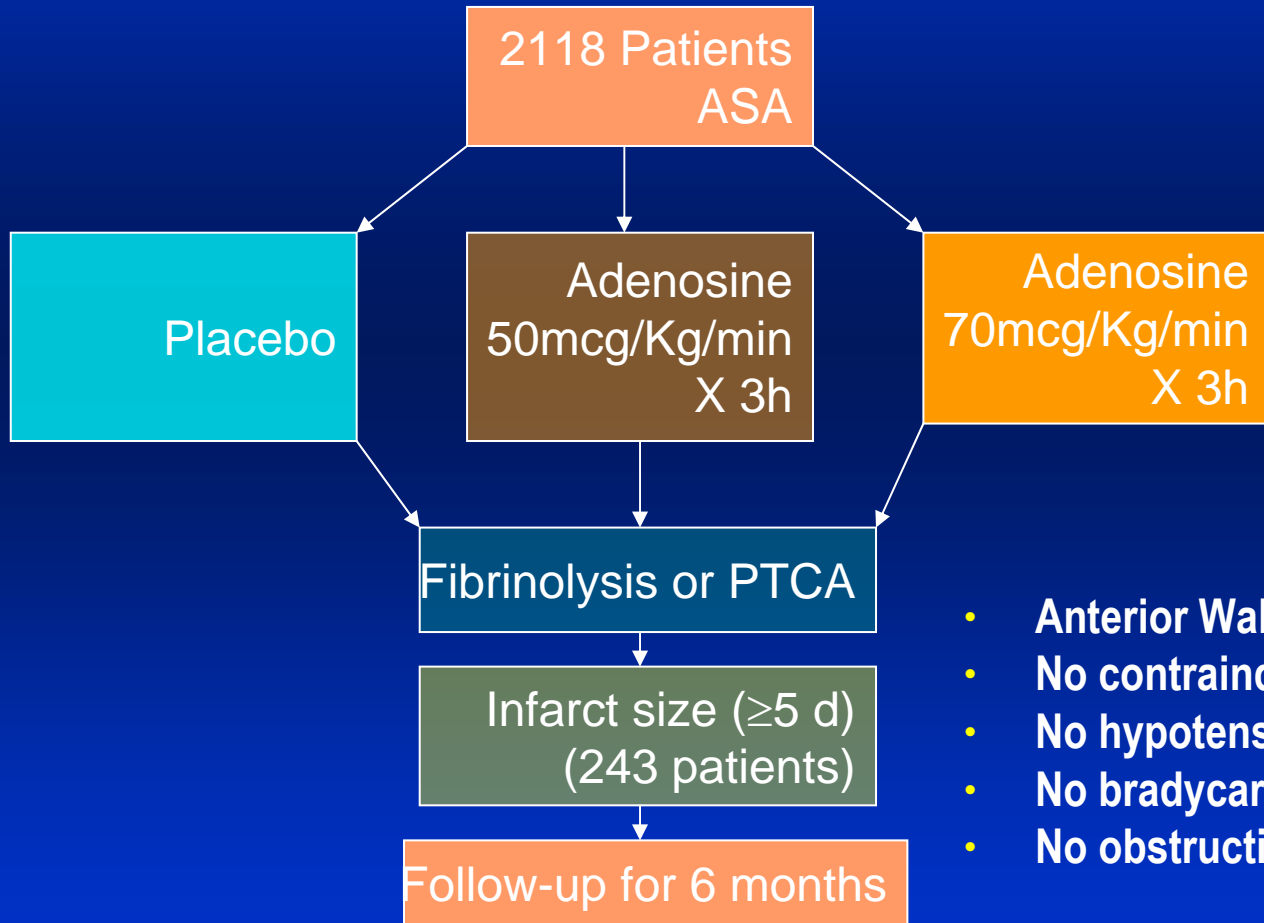 2118 Patients
ASA
Placebo
Adenosine
50mcg/Kg/min
X 3h
Adenosine
70mcg/Kg/min
X 3h
Fibrinolysis or PTCA
Infarct size (≥5 d)
(243 patients)
Follow-up for 6 months
• Anterior
• No
• No
• No
• No